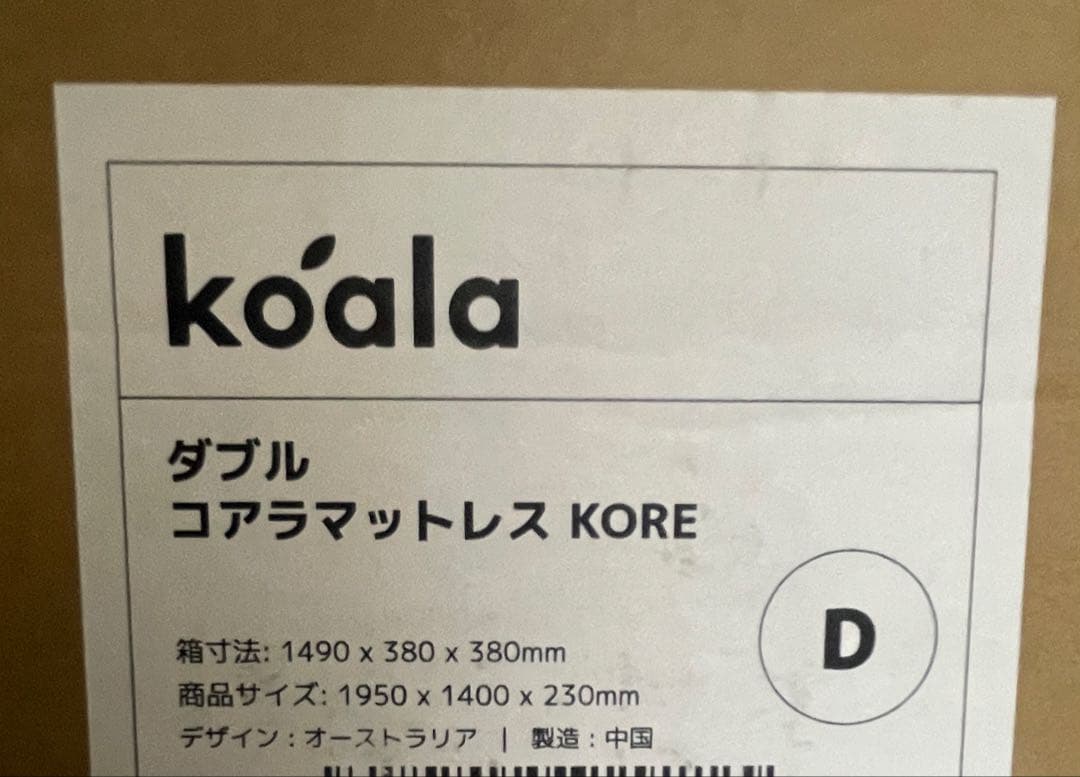 koala
ダブル
コアラマットレス KORE
D
箱寸法: 1490 x 380 x 380mm
商品サイズ: 1950 x 1400 x 230mm
デザイン : オーストラリア | 製造 : 中国